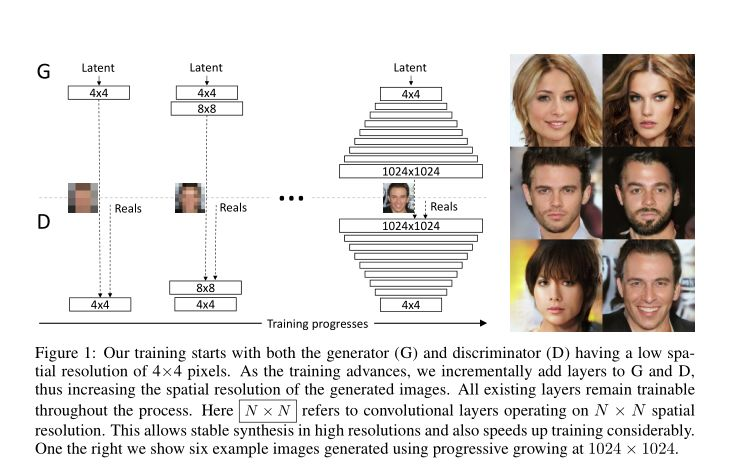 G
Latent
4x4
Latent
4x4
8x8
Latent
4x4
1024x1024
Reals
Reals
Reals
D
1024x1024
8x8
4x4
4x4
4x4
Training progresses
Figure 1: Our training starts with both the generator (G) and discriminator (D) having a low spa-
tial resolution of 4×4 pixels. As the training advances, we incrementally add layers to G and D,
thus increasing the spatial resolution of the generated images. All existing layers remain trainable
throughout the process. Here N × N refers to convolutional layers operating on N × N spatial
resolution. This allows stable synthesis in high resolutions and also speeds up training considerably.
One the right we show six example images generated using progressive growing at 1024 × 1024.